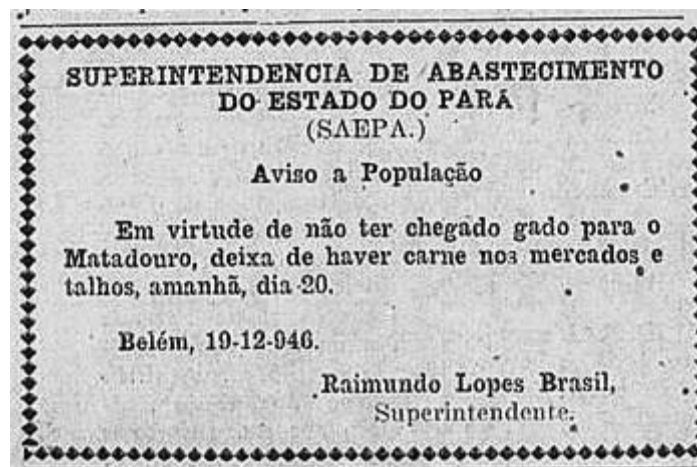 SUPERINTENDENCIA DE ABASTECIMENTO
DO ESTADO DO PARÁ
(SAEPA.)
Aviso a População
Em virtude de não ter chegado gado para o
Matadouro, deixa de haver carne nos mercados e
talhos, amanhã, dia 20.
Belém, 19-12-946.
Raimundo Lopes Brasil,
Superintendente.